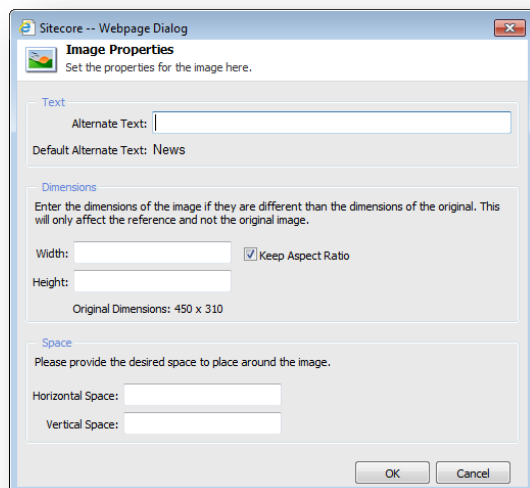 Sitecore -- Webpage Dialog
Image Properties
Set the properties for the image here.
Text
Alternate Text:
Default Alternate Text: News
Dimensions
Enter the dimensions of the image if they are different than the dimensions of the original. This
will only affect the reference and not the original image.
Width:
Keep Aspect Ratio
Height:
Original Dimensions: 450 x 310
Space
Please provide the desired space to place around the image.
Horizontal Space:
Vertical Space:
OK Cancel